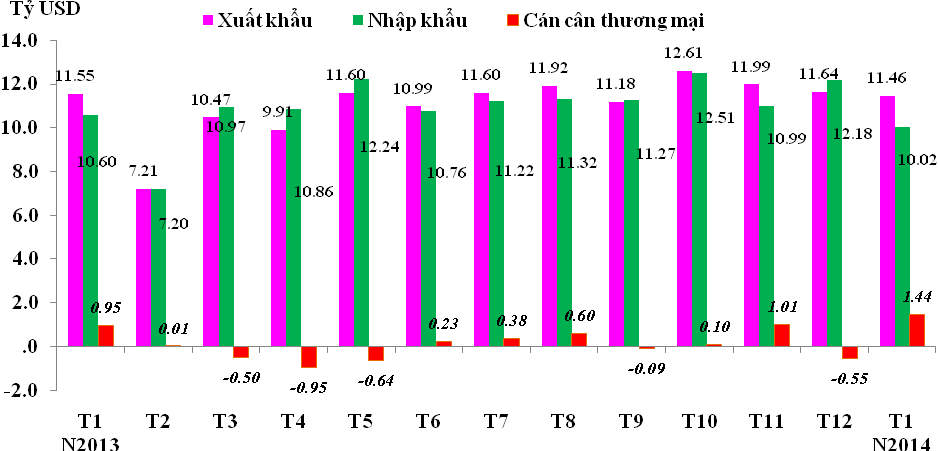 Tỷ USD
Xuất khẩu Nhập khẩu Cán cân thương mại
14.0
12.0
10.0
8.0
6.0
4.0
2.0
.0
-2.0
11.55 7.21 10.47 9.91 11.60 10.99 11.60 11.92 11.18 12.61 11.99 11.64 11.46
10.60 7.20 10.97 10.86 12.24 10.76 11.22 11.32 11.27 12.51 10.99 12.18 10.02
0.95 0.01 -0.50 -0.95 -0.64 0.23 0.38 0.60 -0.09 0.10 1.01 -0.55 1.44
T1 T2 T3 T4 T5 T6 T7 T8 T9 T10 T11 T12 T1
N2013 N2014